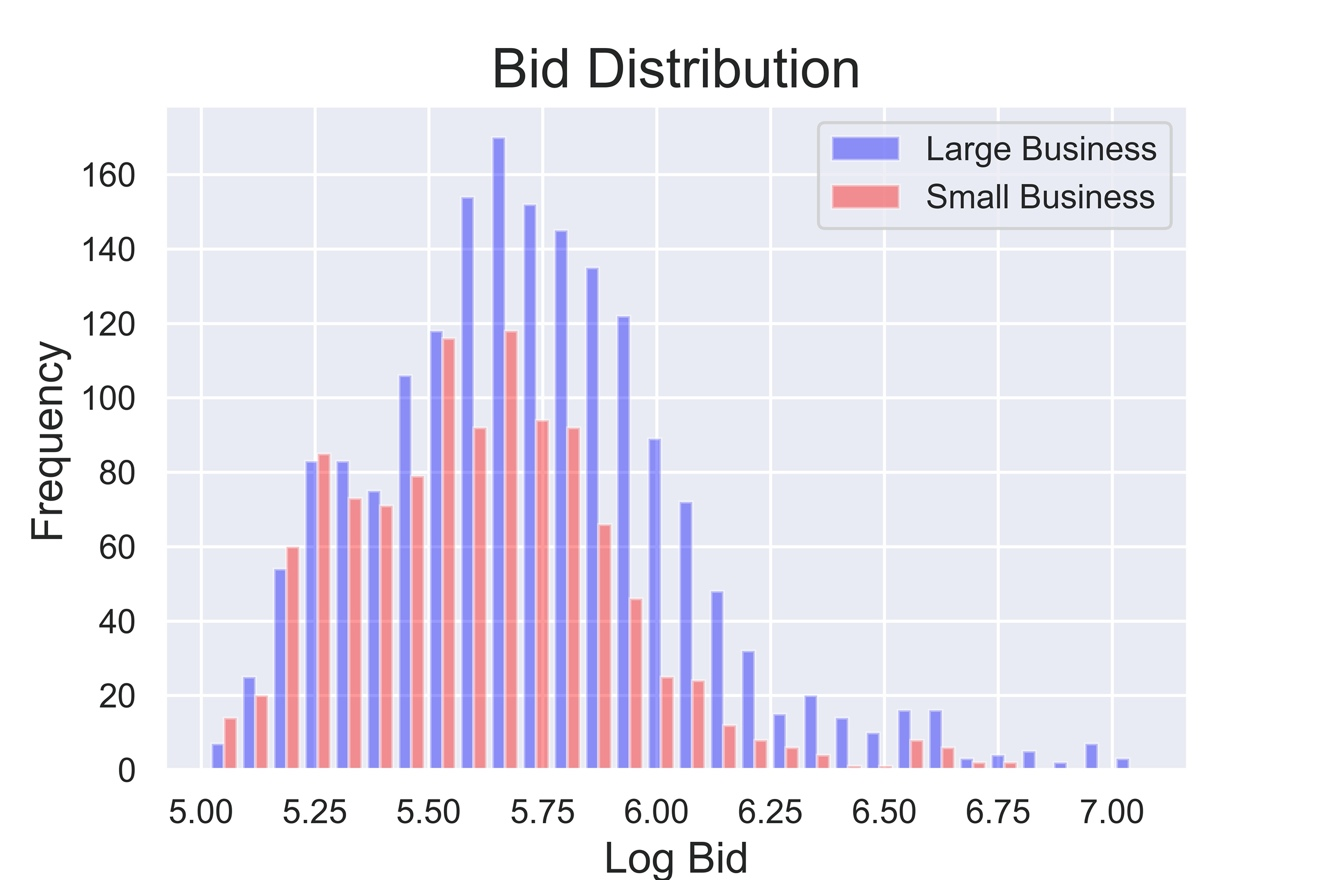 Bid Distribution
Large Business
Small Business
Frequency
160
140
120
100
80
60
40
20
0
5.00 5.25 5.50 5.75 6.00 6.25 6.50 6.75 7.00
Log Bid